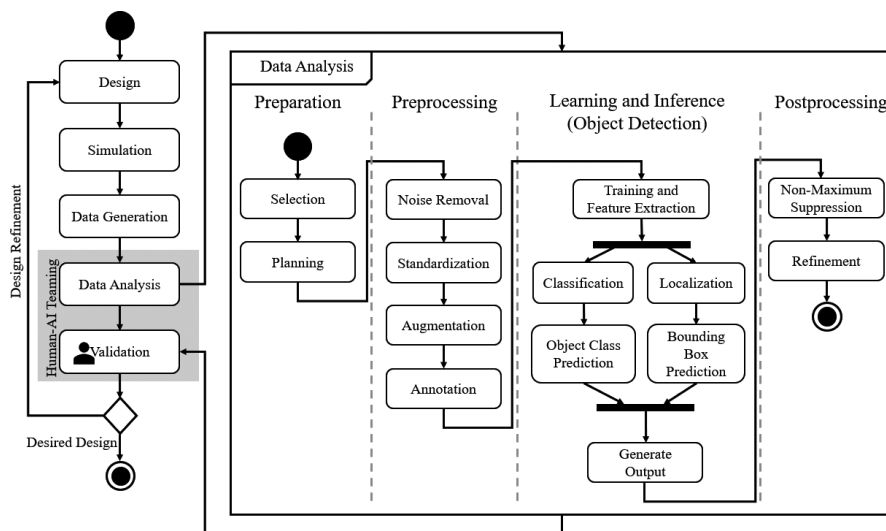 Design
Simulation
Data Generation
Data Analysis
Validation
Design Refinement
Human-AI Teaming
Desired Design
Data Analysis
Preparation
Selection
Planning
Preprocessing
Noise Removal
Standardization
Augmentation
Annotation
Learning and Inference
(Object Detection)
Training and
Feature Extraction
Classification
Localization
Object Class
Prediction
Bounding
Box
Prediction
Generate
Output
Postprocessing
Non-Maximum
Suppression
Refinement